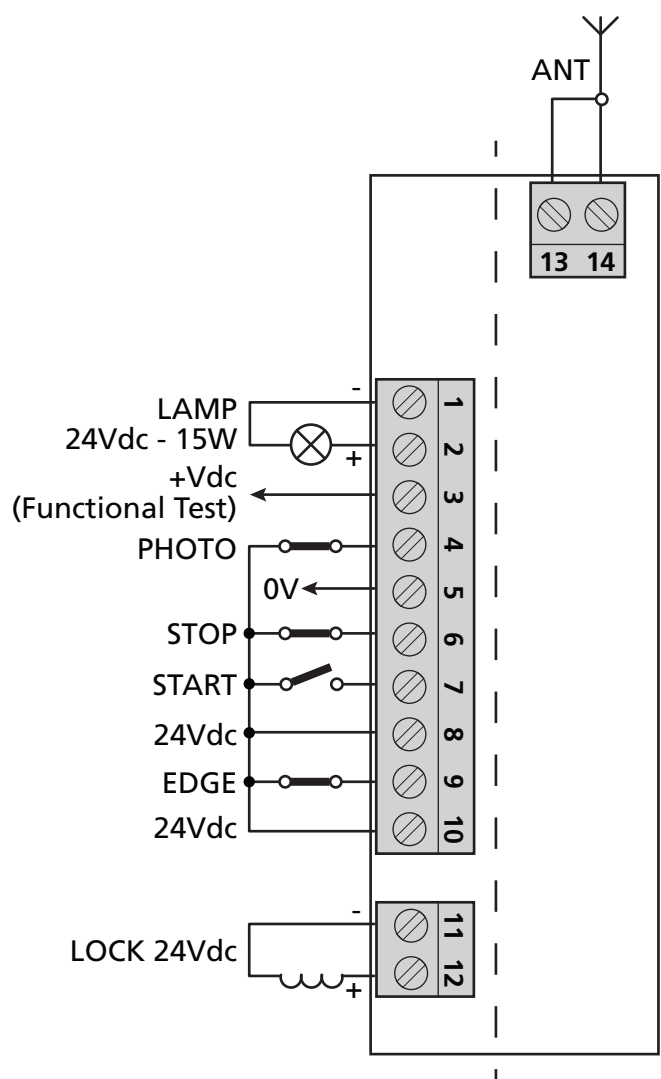 ANT
13 14
-
1
LAMP
24Vdc - 15W
+
2
+Vdc
(Functional Test)
3
PHOTO
4
0V
5
STOP
6
START
7
24Vdc
8
EDGE
9
24Vdc
10
-
11
LOCK 24Vdc
+
12